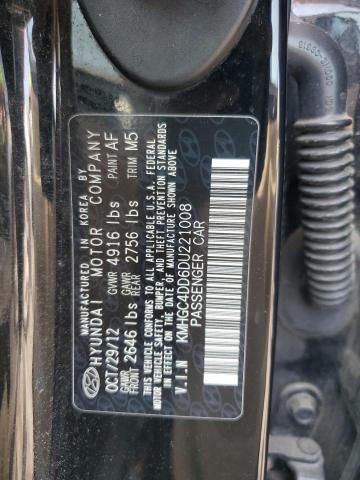 MANUFACTURED IN KOREA BY
HYUNDAI MOTOR COMPANY
OCT/29/12 GVWR 4916 lbs PAINT AF
GAWR FRONT 2646 lbs GAWR REAR 2756 lbs TRIM M5
THIS VEHICLE CONFORMS TO ALL APPLICABLE U.S.A. FEDERAL
MOTOR VEHICLE SAFETY, BUMPER, AND THEFT PREVENTION
STANDARDS IN EFFECT ON THE DATE OF MANUFACTURE SHOWN ABOVE
V.I.N KMHGC4DD6DU221008
PASSENGER CAR